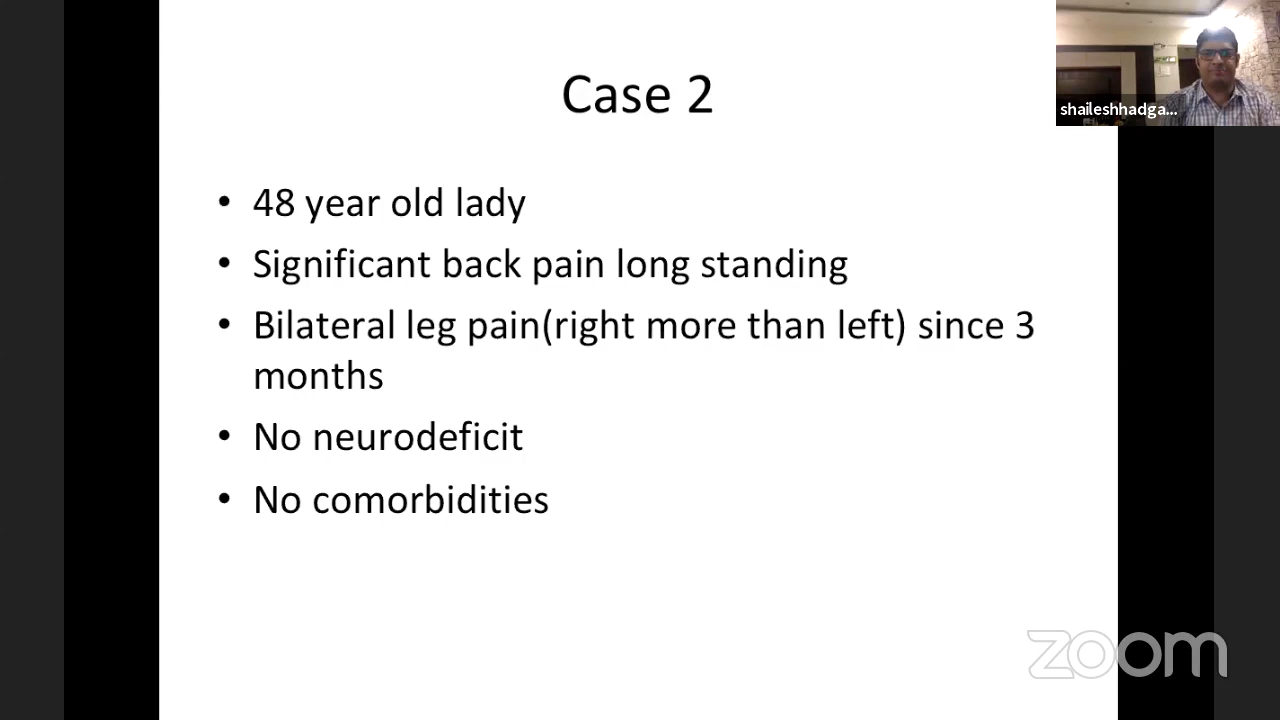 Case 2
shaileshhadga...
• 48 year old lady
• Significant back pain long standing
• Bilateral leg pain(right more than left) since 3
months
• No neurodeficit
• No comorbidities
zoom